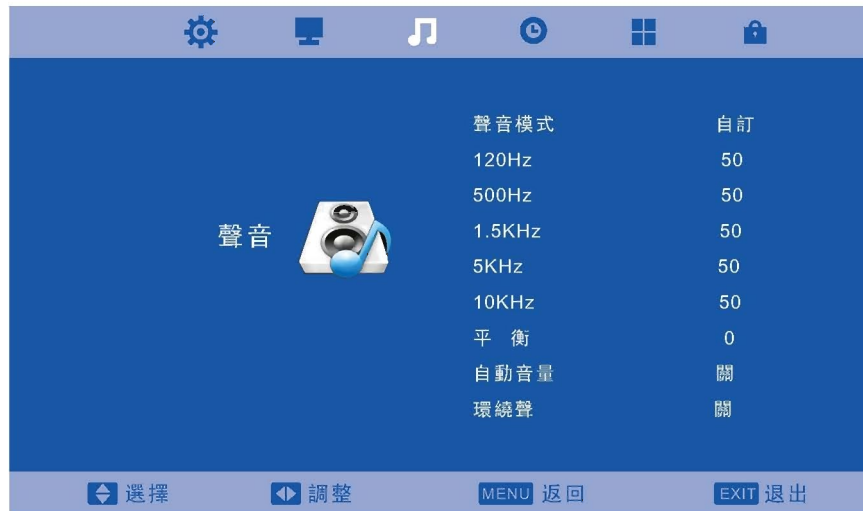 聲音模式 自訂
120Hz 50
500Hz 50
1.5KHz 50
聲音
5KHz 50
10KHz 50
平 衡 0
自動音量 關
環繞聲 關
選擇 調整 MENU 返回 EXIT 退出